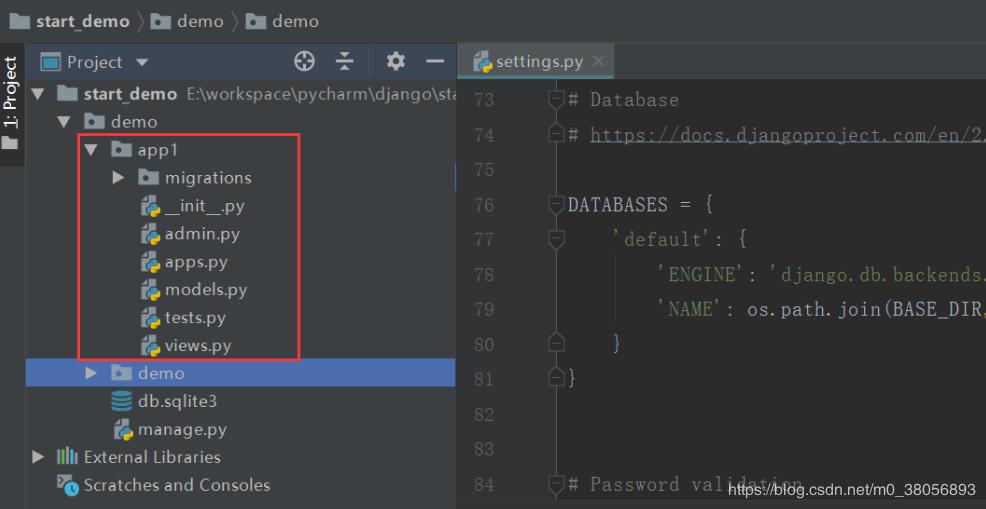 start_demo demo demo
1: Project
Project
start_demo E:\workspace\pycharm\django\sta
demo
app1
migrations
__init__.py
admin.py
apps.py
models.py
tests.py
views.py
demo
db.sqlite3
manage.py
External Libraries
Scratches and Consoles
settings.py
73 # Database
74 # https://docs.djangoproject.com/en/2.
75
76 DATABASES = {
77 'default': {
78 'ENGINE': 'django.db.backends.
79 'NAME': os.path.join(BASE_DIR,
80 }
81 }
82
83
84 # Password validation
https://blog.csdn.net/m0_38056893